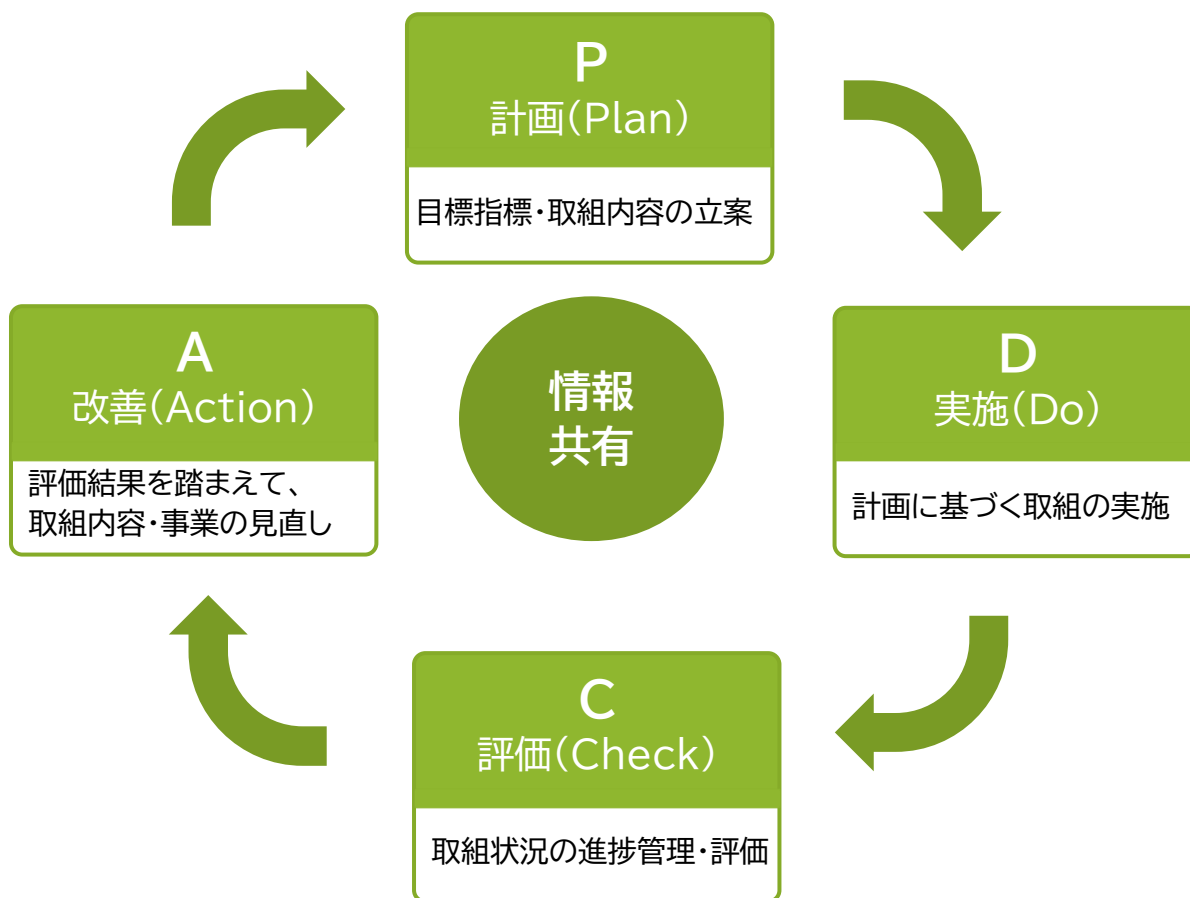 P
計画(Plan)
目標指標・取組内容の立案
A
改善(Action)
評価結果を踏まえて、
取組内容・事業の見直し
情報
共有
D
実施(Do)
計画に基づく取組の実施
C
評価(Check)
取組状況の進捗管理・評価